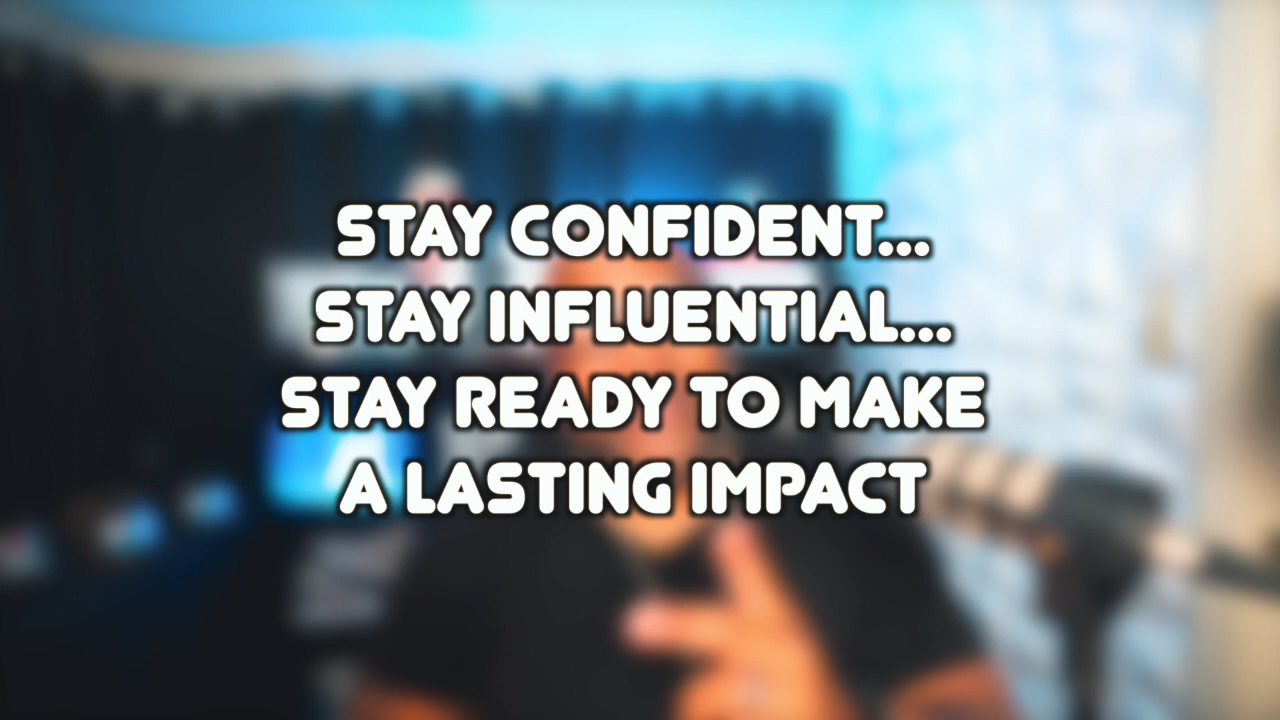 STAY CONFIDENT...
STAY INFLUENTIAL...
STAY READY TO MAKE
A LASTING IMPACT